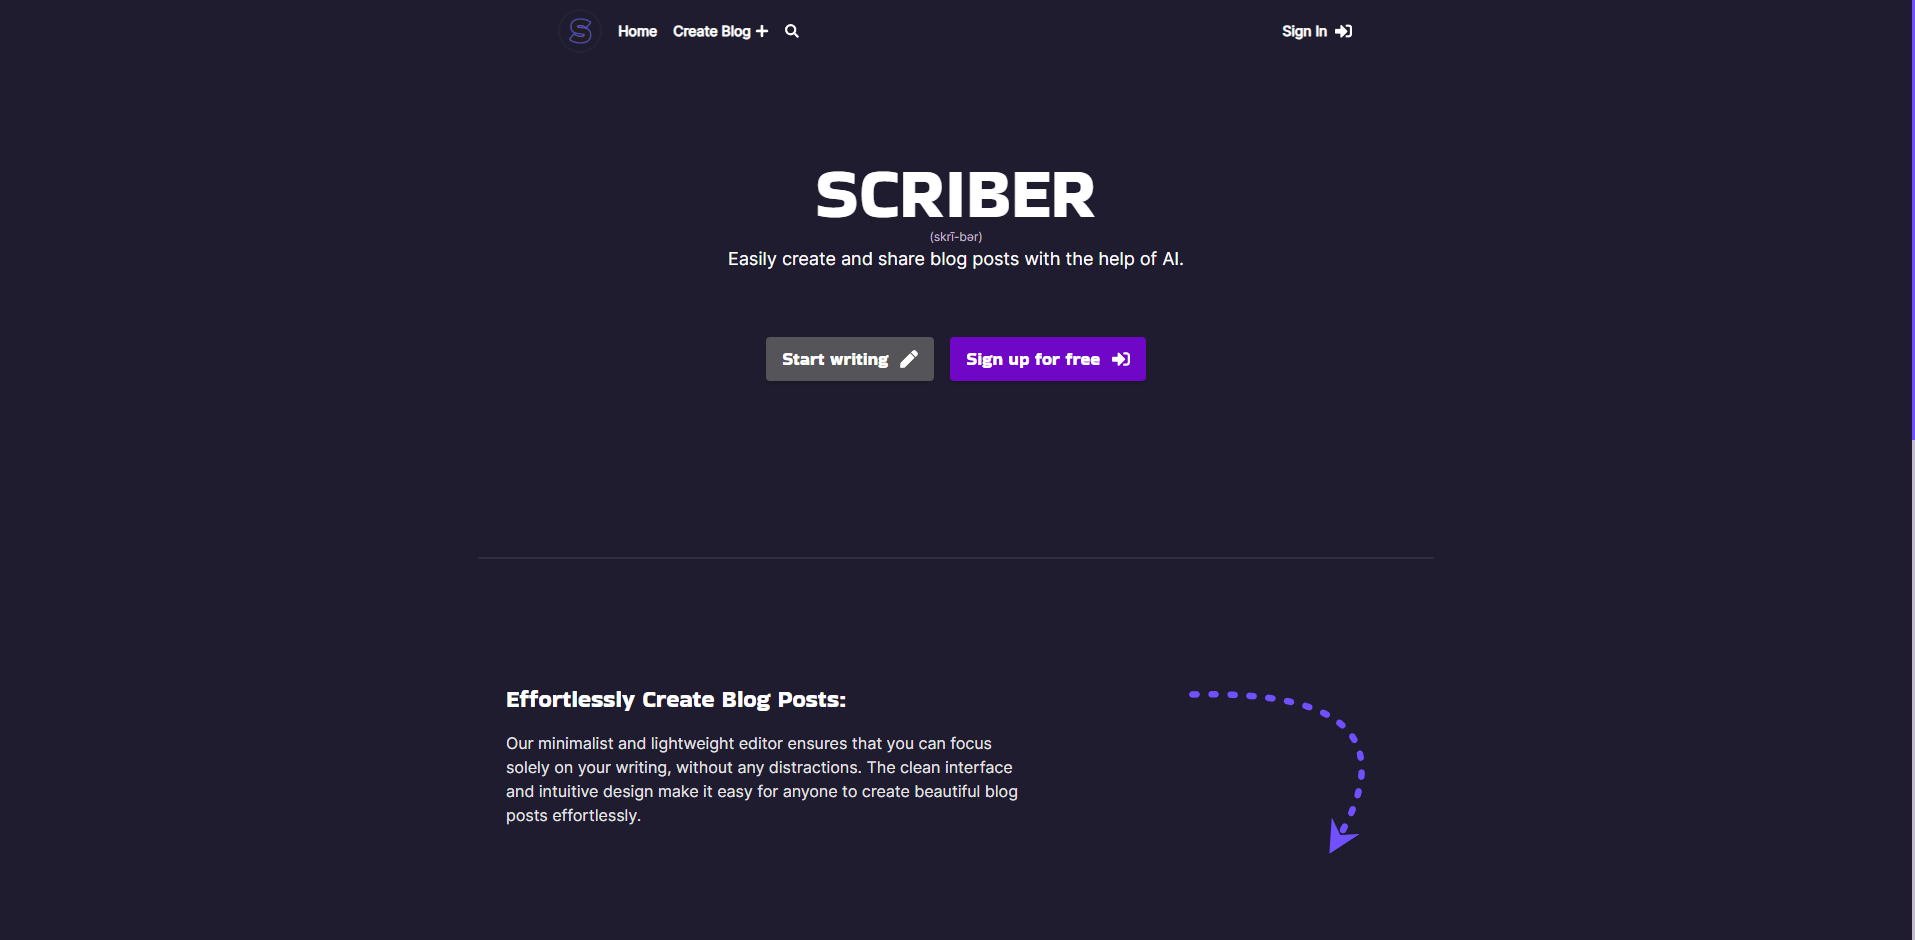 S
Home
Create Blog
Sign In
SCRIBER
(skrī-bər)
Easily create and share blog posts with the help of AI.
Start writing
Sign up for free
Effortlessly Create Blog Posts:
Our minimalist and lightweight editor ensures that you can focus
solely on your writing, without any distractions. The clean interface
and intuitive design make it easy for anyone to create beautiful blog
posts effortlessly.